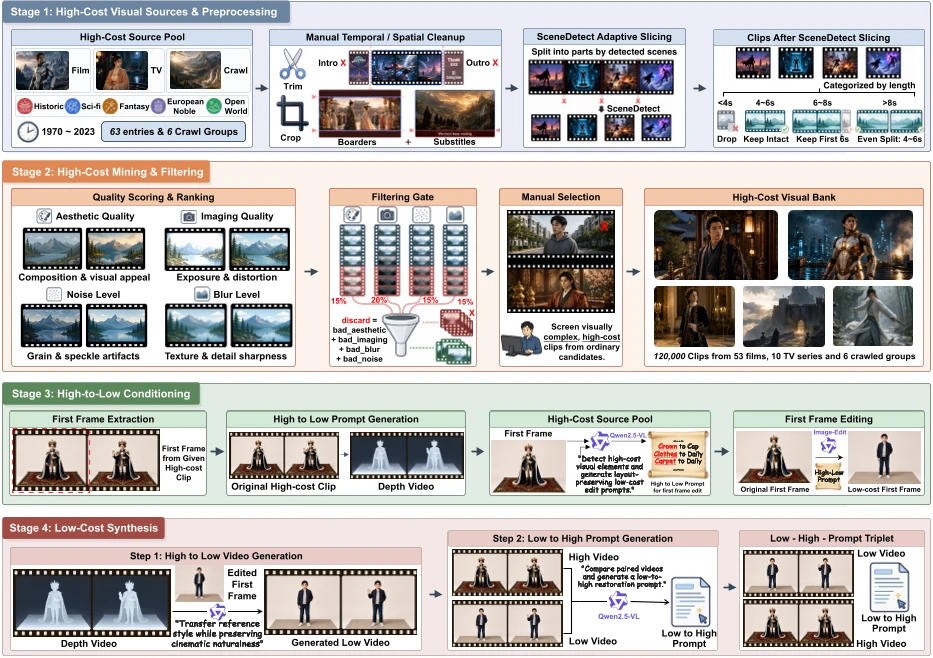 Stage 1: High-Cost Visual Sources & Preprocessing
High-Cost Source Pool
Film
TV
Crawl
Historic
Sci-fi
Fantasy
European
Noble
Open
World
1970 ~ 2023
63 entries & 6 Crawl Groups
Manual Temporal / Spatial Cleanup
Trim
Intro X
Outro X
Crop
Boarders
+
Substitles
SceneDetect Adaptive Slicing
Split into parts by detected scenes
x x x
SceneDetect
Clips After SceneDetect Slicing
Categorized by length
<4s
4~6s
6~8s
>8s
Drop
Keep Intact
Keep First 6s
Even Split: 4~6s
Stage 2: High-Cost Mining & Filtering
Quality Scoring & Ranking
Aesthetic Quality
Imaging Quality
Composition & visual appeal
Exposure & distortion
Noise Level
Blur Level
Grain & speckle artifacts
Texture & detail sharpness
Filtering Gate
15%
20%
15%
15%
discard =
bad_aesthetic
+ bad_imaging
+ bad_blur
+ bad_noise
X
Manual Selection
X
Screen visually
complex, high-cost
clips from ordinary
candidates.
High-Cost Visual Bank
120,000 Clips from 53 films, 10 TV series and 6 crawled groups
Stage 3: High-to-Low Conditioning
First Frame Extraction
First Frame
from Given
High-cost
Clip
High to Low Prompt Generation
Original High-cost Clip
Depth Video
High-Cost Source Pool
First Frame
Qwen2.5-VL
"Detect high-cost
visual elements and
generate layout-
preserving low-cost
edit prompts."
Crown to Cap
Clothes to Daily
Carpet to Daily
High to Low Prompt
for first frame edit
First Frame Editing
Image-Edit
High-Low
Prompt
Original First Frame
Low-cost First Frame
Stage 4: Low-Cost Synthesis
Step 1: High to Low Video Generation
Edited
First
Frame
"Transfer reference
style while preserving
cinematic naturalness"
Depth Video
Generated Low Video
Step 2: Low to High Prompt Generation
High Video
"Compare paired videos
and generate a low-to-
high restoration prompt."
Qwen2.5-VL
Low Video
Low to High
Prompt
Low - High - Prompt Triplet
Low Video
Low to High
Prompt
High Video